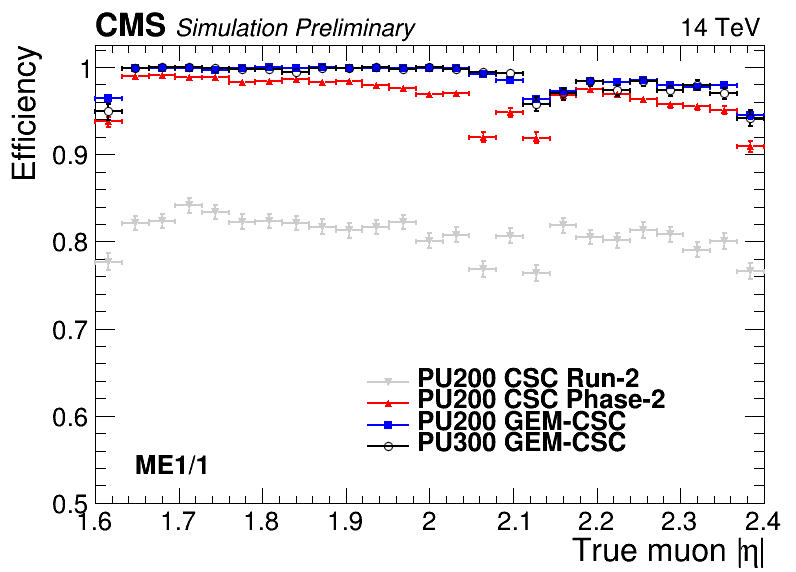 CMS Simulation Preliminary 14 TeV
Efficiency
1
0.9
0.8
0.7
0.6
0.5
PU200 CSC Run-2
PU200 CSC Phase-2
PU200 GEM-CSC
PU300 GEM-CSC
ME1/1
1.6 1.7 1.8 1.9 2 2.1 2.2 2.3 2.4
True muon |η|